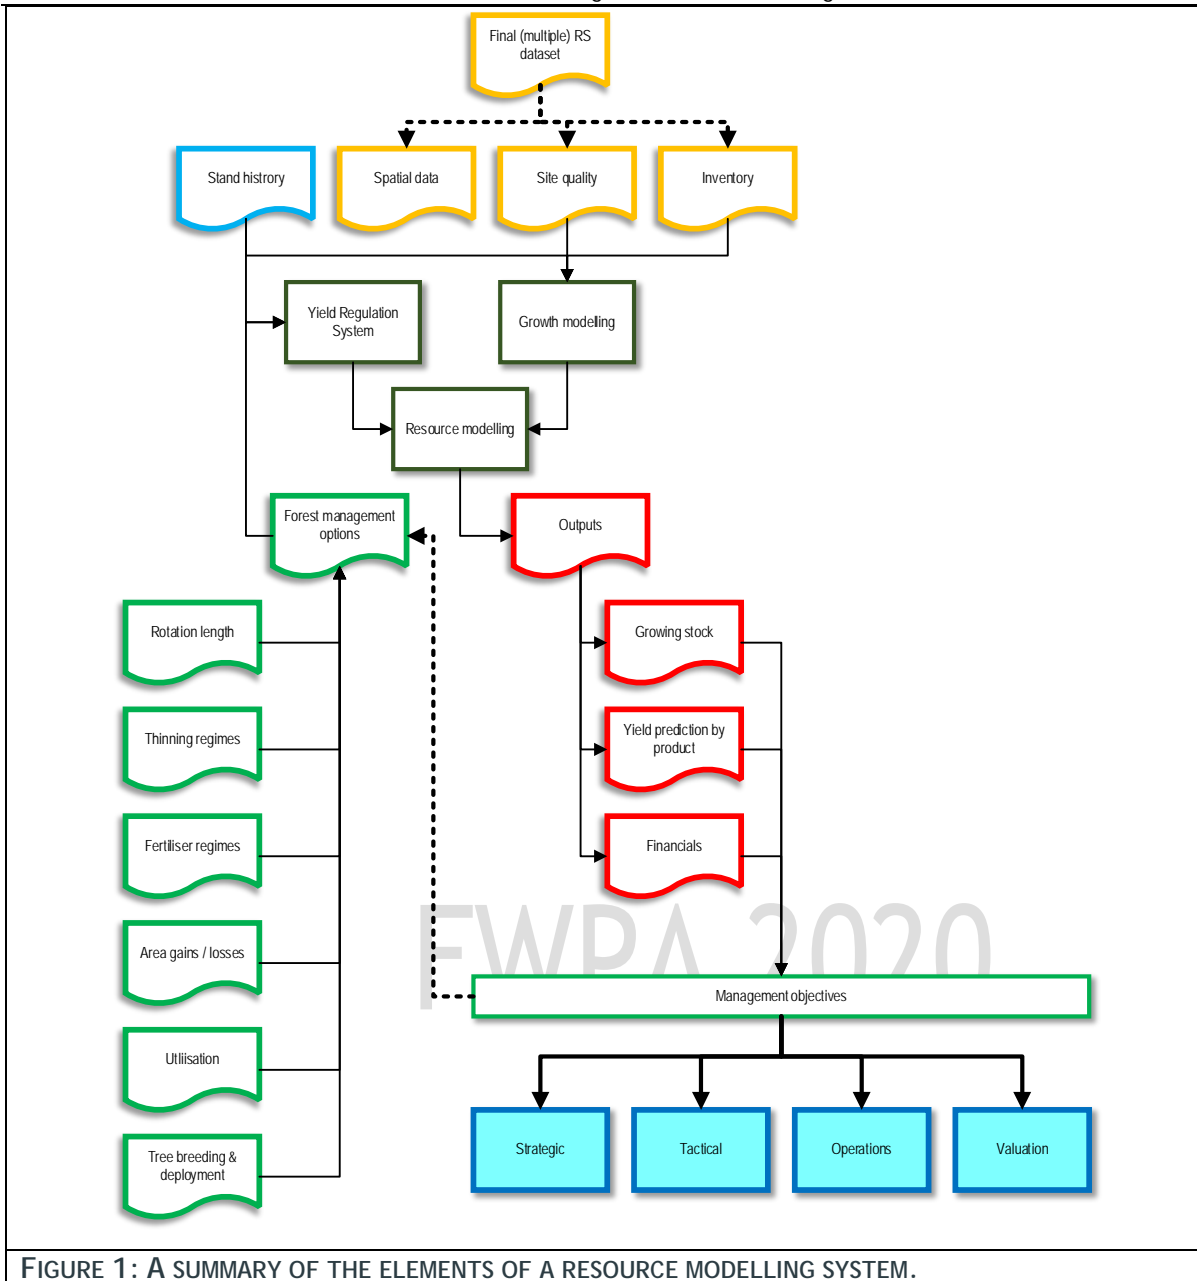 Final (multiple) RS
dataset
Stand histrory
Spatial data
Site quality
Inventory
Yield Regulation
System
Growth modelling
Resource modelling
Forest management
options
Outputs
Rotation length
Growing stock
Thinning regimes
Yield prediction by
product
Fertiliser regimes
Financials
Area gains / losses
FWPA 2020
Management objectives
Utliisation
Tree breeding &
deployment
Strategic
Tactical
Operations
Valuation
FIGURE 1: A SUMMARY OF THE ELEMENTS OF A RESOURCE MODELLING SYSTEM.